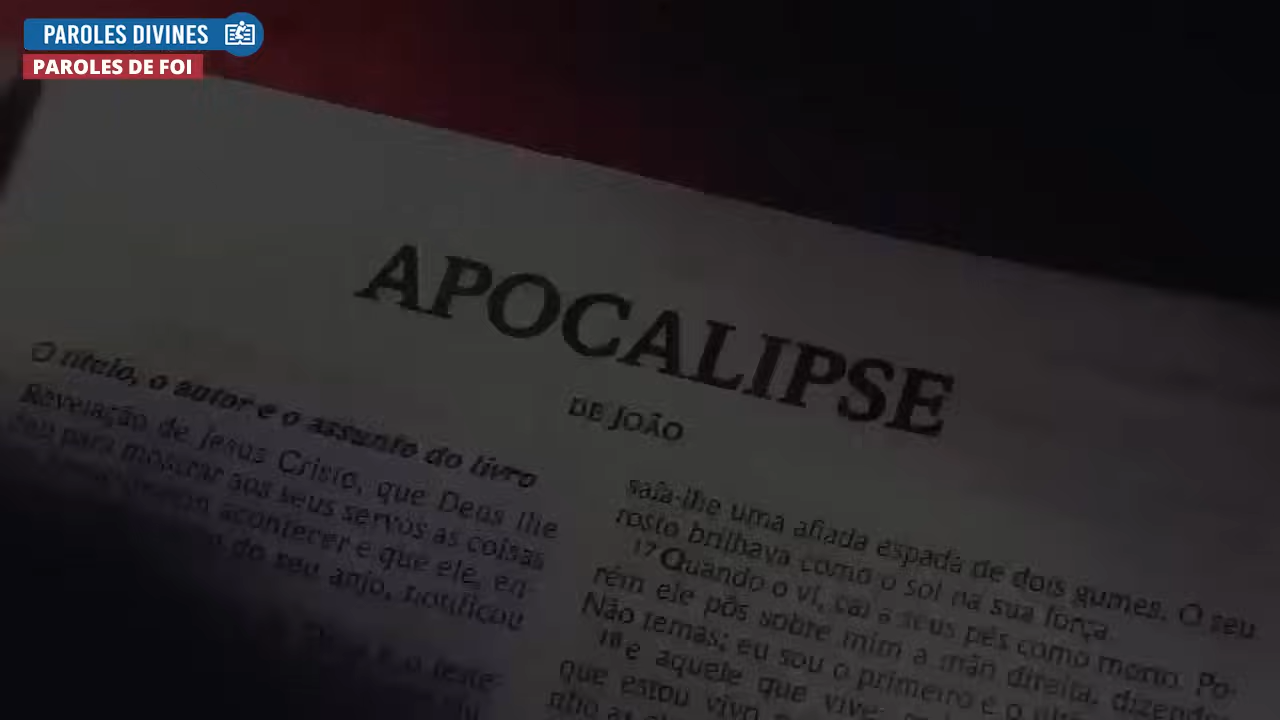 PAROLES DIVINES
PAROLES DE FOI
APOCALIPSE
DE JOÃO
O título, o autor e o assunto do livro
Revelação de Jesus Cristo, que Deus lhe
para mostrar aos seus servos as coisas
acontecer e que ele, en-
do seu anjo, notificou
saía-lhe uma afiada espada de dois gumes. O seu
rosto brilhava como o sol na sua força.
17 Quando o vi, caí a seus pés como morto. Po-
rém ele pôs sobre mim a mão direita, dizendo
Não temas; eu sou o primeiro e o
18 e aquele que vive;
que estou vivo